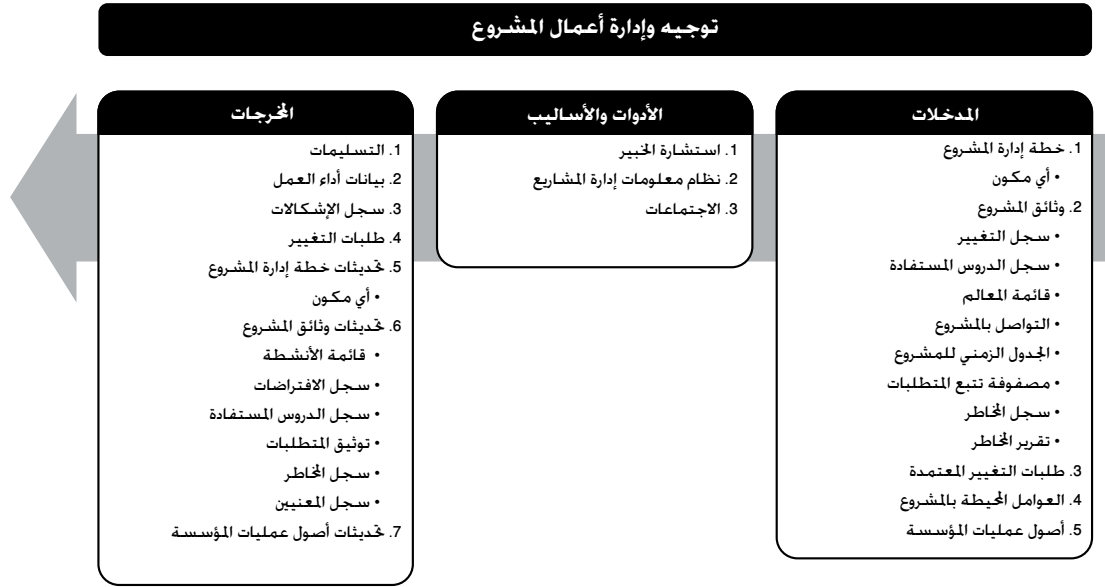 توجيه وإدارة أعمال المشروع
المدخلات
1. خطة إدارة المشروع
• أي مكون
2. وثائق المشروع
• سجل التغيير
• سجل الدروس المستفادة
• قائمة المعالم
• التواصل بالمشروع
• الجدول الزمني للمشروع
• مصفوفة تتبع المتطلبات
• سجل المخاطر
• تقرير المخاطر
3. طلبات التغيير المعتمدة
4. العوامل المحيطة بالمشروع
5. أصول عمليات المؤسسة
الأدوات والأساليب
1. استشارة الخبير
2. نظام معلومات إدارة المشاريع
3. الاجتماعات
المخرجات
1. التسليمات
2. بيانات أداء العمل
3. سجل الإشكالات
4. طلبات التغيير
5. تحديثات خطة إدارة المشروع
• أي مكون
6. تحديثات وثائق المشروع
• قائمة الأنشطة
• سجل الافتراضات
• سجل الدروس المستفادة
• توثيق المتطلبات
• سجل المخاطر
• سجل المعنيين
7. تحديثات أصول عمليات المؤسسة